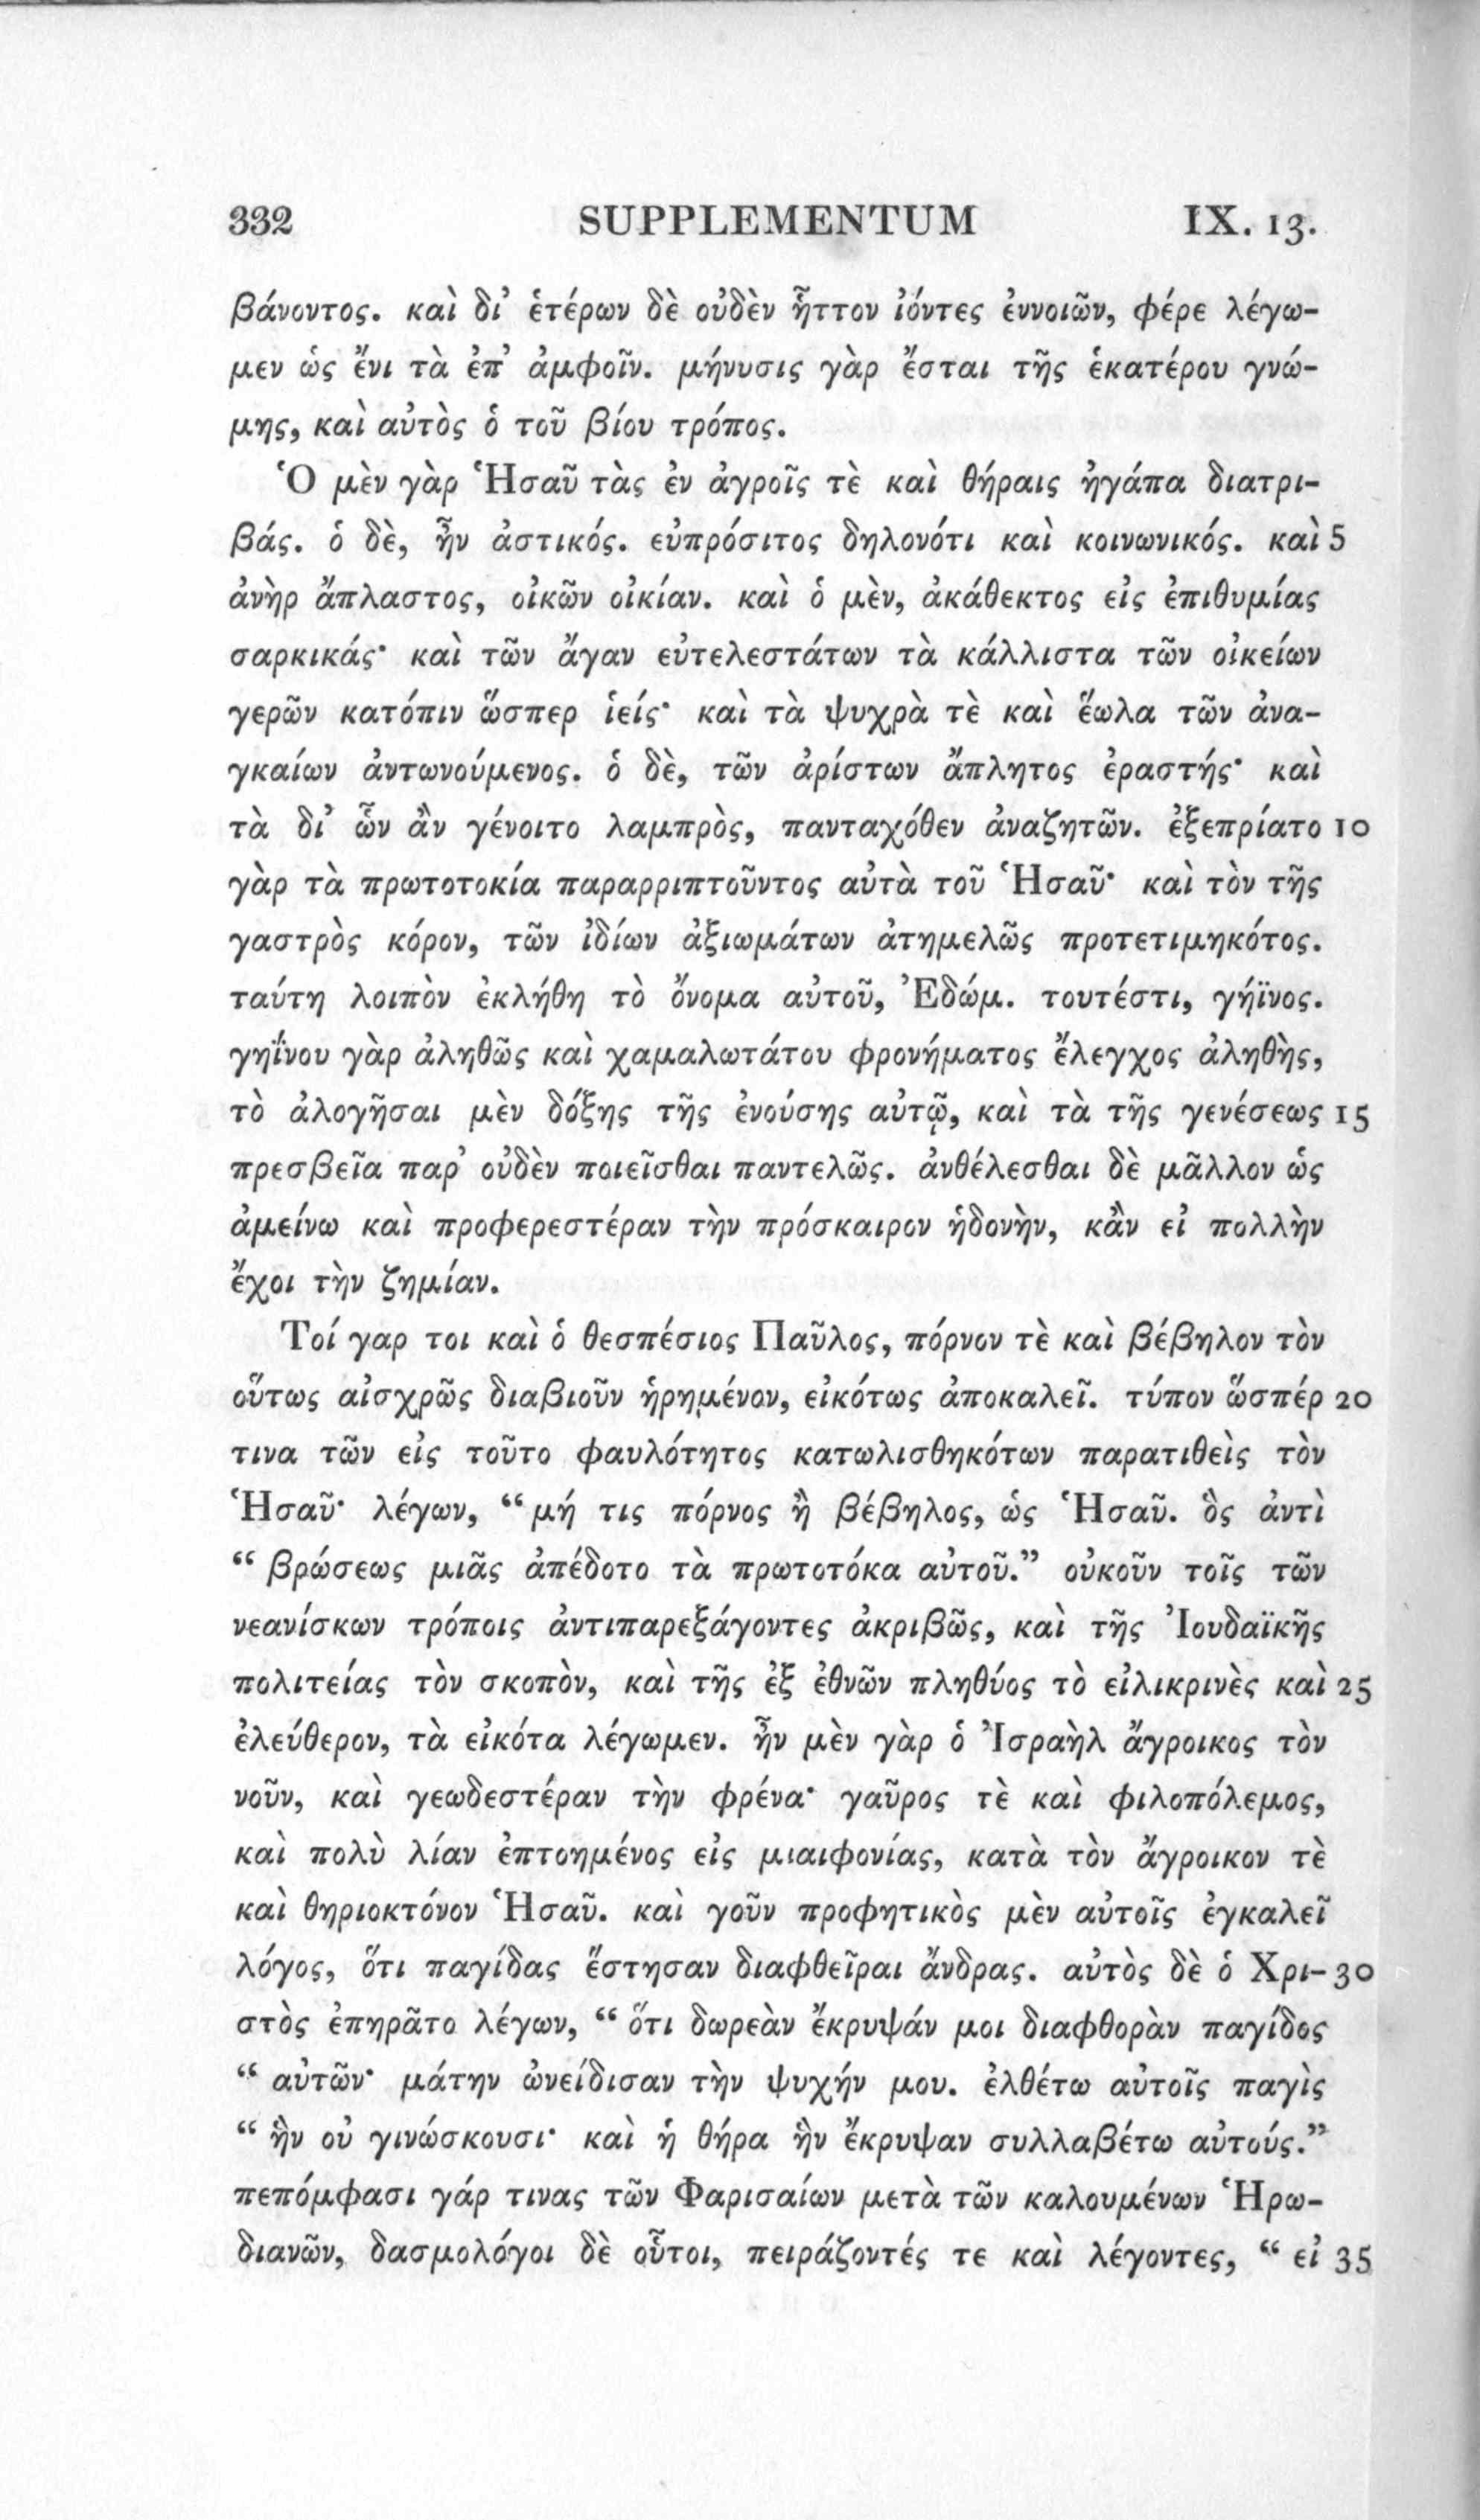 332 SUPPLEMENTUM IX. 13.
βάνοντος. καὶ δι’ ἑτέρων δὲ οὐδὲν ἧττον ἰόντες ἐννοιῶν, φέρε λέγω-
μεν ὡς ἔνι τὰ ἐπ’ ἀμφοῖν. μήνυσις γὰρ ἔσται τῆς ἑκατέρου γνώ-
μης, καὶ αὐτὸς ὁ τοῦ βίου τρόπος.
Ὁ μὲν γὰρ Ἡσαῦ τὰς ἐν ἀγροῖς τὲ καὶ θήραις ἠγάπα διατρι-
βάς. ὁ δὲ, ἦν ἀστικός. εὐπρόσιτος δηλονότι καὶ κοινωνικός. καὶ 5
ἀνὴρ ἄπλαστος, οἰκῶν οἰκίαν. καὶ ὁ μὲν, ἀκάθεκτος εἰς ἐπιθυμίας
σαρκικάς· καὶ τῶν ἄγαν εὐτελεστάτων τὰ κάλλιστα τῶν οἰκείων
γερῶν κατόπιν ὥσπερ ἱείς· καὶ τὰ ψυχρὰ τὲ καὶ ἕωλα τῶν ἀνα-
γκαίων ἀντωνούμενος. ὁ δὲ, τῶν ἀρίστων ἄπλητος ἐραστής· καὶ
τὰ δι’ ὧν ἂν γένοιτο λαμπρὸς, πανταχόθεν ἀναζητῶν. ἐξεπρίατο 10
γὰρ τὰ πρωτοτοκία παραρριπτοῦντος αὐτὰ τοῦ Ἡσαῦ· καὶ τὸν τῆς
γαστρὸς κόρον, τῶν ἰδίων ἀξιωμάτων ἀτημελῶς προτετιμηκότος.
ταύτη λοιπὸν ἐκλήθη τὸ ὄνομα αὐτοῦ, Ἐδώμ. τουτέστι, γήϊνος.
γηΐνου γὰρ ἀληθῶς καὶ χαμαλωτάτου φρονήματος ἔλεγχος ἀληθὴς,
τὸ ἀλογῆσαι μὲν δόξης τῆς ἐνούσης αὐτῷ, καὶ τὰ τῆς γενέσεως 15
πρεσβεῖα παρ’ οὐδὲν ποιεῖσθαι παντελῶς. ἀνθέλεσθαι δὲ μᾶλλον ὡς
ἀμείνω καὶ προφερεστέραν τὴν πρόσκαιρον ἡδονὴν, κἂν εἰ πολλὴν
ἔχοι τὴν ζημίαν.
Τοί γαρ τοι καὶ ὁ θεσπέσιος Παῦλος, πόρνον τὲ καὶ βέβηλον τὸν
οὕτως αἰσχρῶς διαβιοῦν ἡρημένον, εἰκότως ἀποκαλεῖ. τύπον ὥσπέρ 20
τινα τῶν εἰς τοῦτο φαυλότητος κατωλισθηκότων παρατιθεὶς τὸν
Ἡσαῦ· λέγων, “ μή τις πόρνος ἢ βέβηλος, ὡς Ἡσαῦ. ὃς ἀντὶ
“ βρώσεως μιᾶς ἀπέδοτο τὰ πρωτοτόκα αὐτοῦ.” οὐκοῦν τοῖς τῶν
νεανίσκων τρόποις ἀντιπαρεξάγοντες ἀκριβῶς, καὶ τῆς Ἰουδαϊκῆς
πολιτείας τὸν σκοπὸν, καὶ τῆς ἐξ ἐθνῶν πληθύος τὸ εἰλικρινὲς καὶ 25
ἐλεύθερον, τὰ εἰκότα λέγωμεν. ἦν μὲν γὰρ ὁ Ἰσραὴλ ἄγροικος τὸν
νοῦν, καὶ γεωδεστέραν τὴν φρένα· γαῦρος τὲ καὶ φιλοπόλεμος,
καὶ πολὺ λίαν ἐπτοημένος εἰς μιαιφονίας, κατὰ τὸν ἄγροικον τὲ
καὶ θηριοκτόνον Ἡσαῦ. καὶ γοῦν προφητικὸς μὲν αὐτοῖς ἐγκαλεῖ
λόγος, ὅτι παγίδας ἔστησαν διαφθεῖραι ἄνδρας. αὐτὸς δὲ ὁ Χρι- 30
στὸς ἐπηρᾶτο λέγων, “ ὅτι δωρεὰν ἔκρυψάν μοι διαφθορὰν παγίδος
“ αὐτῶν· μάτην ὠνείδισαν τὴν ψυχήν μου. ἐλθέτω αὐτοῖς παγὶς
“ ἣν οὐ γινώσκουσι· καὶ ἡ θήρα ἣν ἔκρυψαν συλλαβέτω αὐτούς.”
πεπόμφασι γάρ τινας τῶν Φαρισαίων μετὰ τῶν καλουμένων Ἡρω-
διανῶν, δασμολόγοι δὲ οὗτοι, πειράζοντές τε καὶ λέγοντες, “ εἰ 35